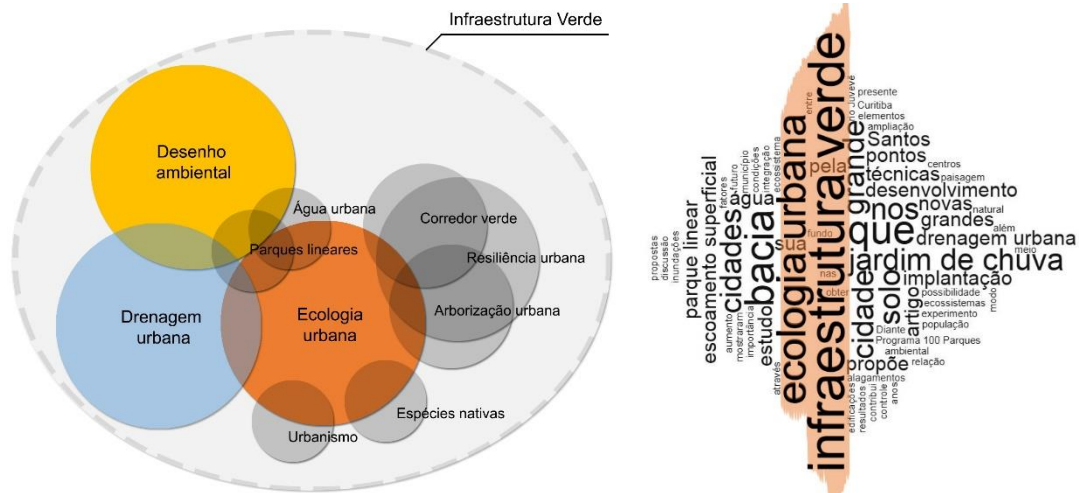 Infraestrutura Verde
Desenho
ambiental
Água urbana
Corredor verde
Parques lineares
Resiliência urbana
Drenagem
urbana
Ecologia
urbana
Arborização urbana
Espécies nativas
Urbanismo
propostas
discussão
inundações
parque linear
escoamento superficial
fatores
futuro
município
condições
integração
ecossistema
água
cidades
aumento
mostraram
importância
estudo
bacia
através
sua
ecologia urbana
entre
pela
fundo
nas
obter
infraestrutura verde
rio Juvevê
grande
presente
Curitiba
elementos
ampliação
Santos
pontos
centros
técnicas
paisagem
desenvolvimento
nos
novas
natural
grandes
além
que
drenagem urbana
meio
jardim de chuva
cidade
solo
implantação
artigo
possibilidade
modo
ecossistemas
experimento
população
Diante
Programa 100 Parques
ambiental
propõe
relação
alagamentos
edificações
resultados
contribui
controle
anos